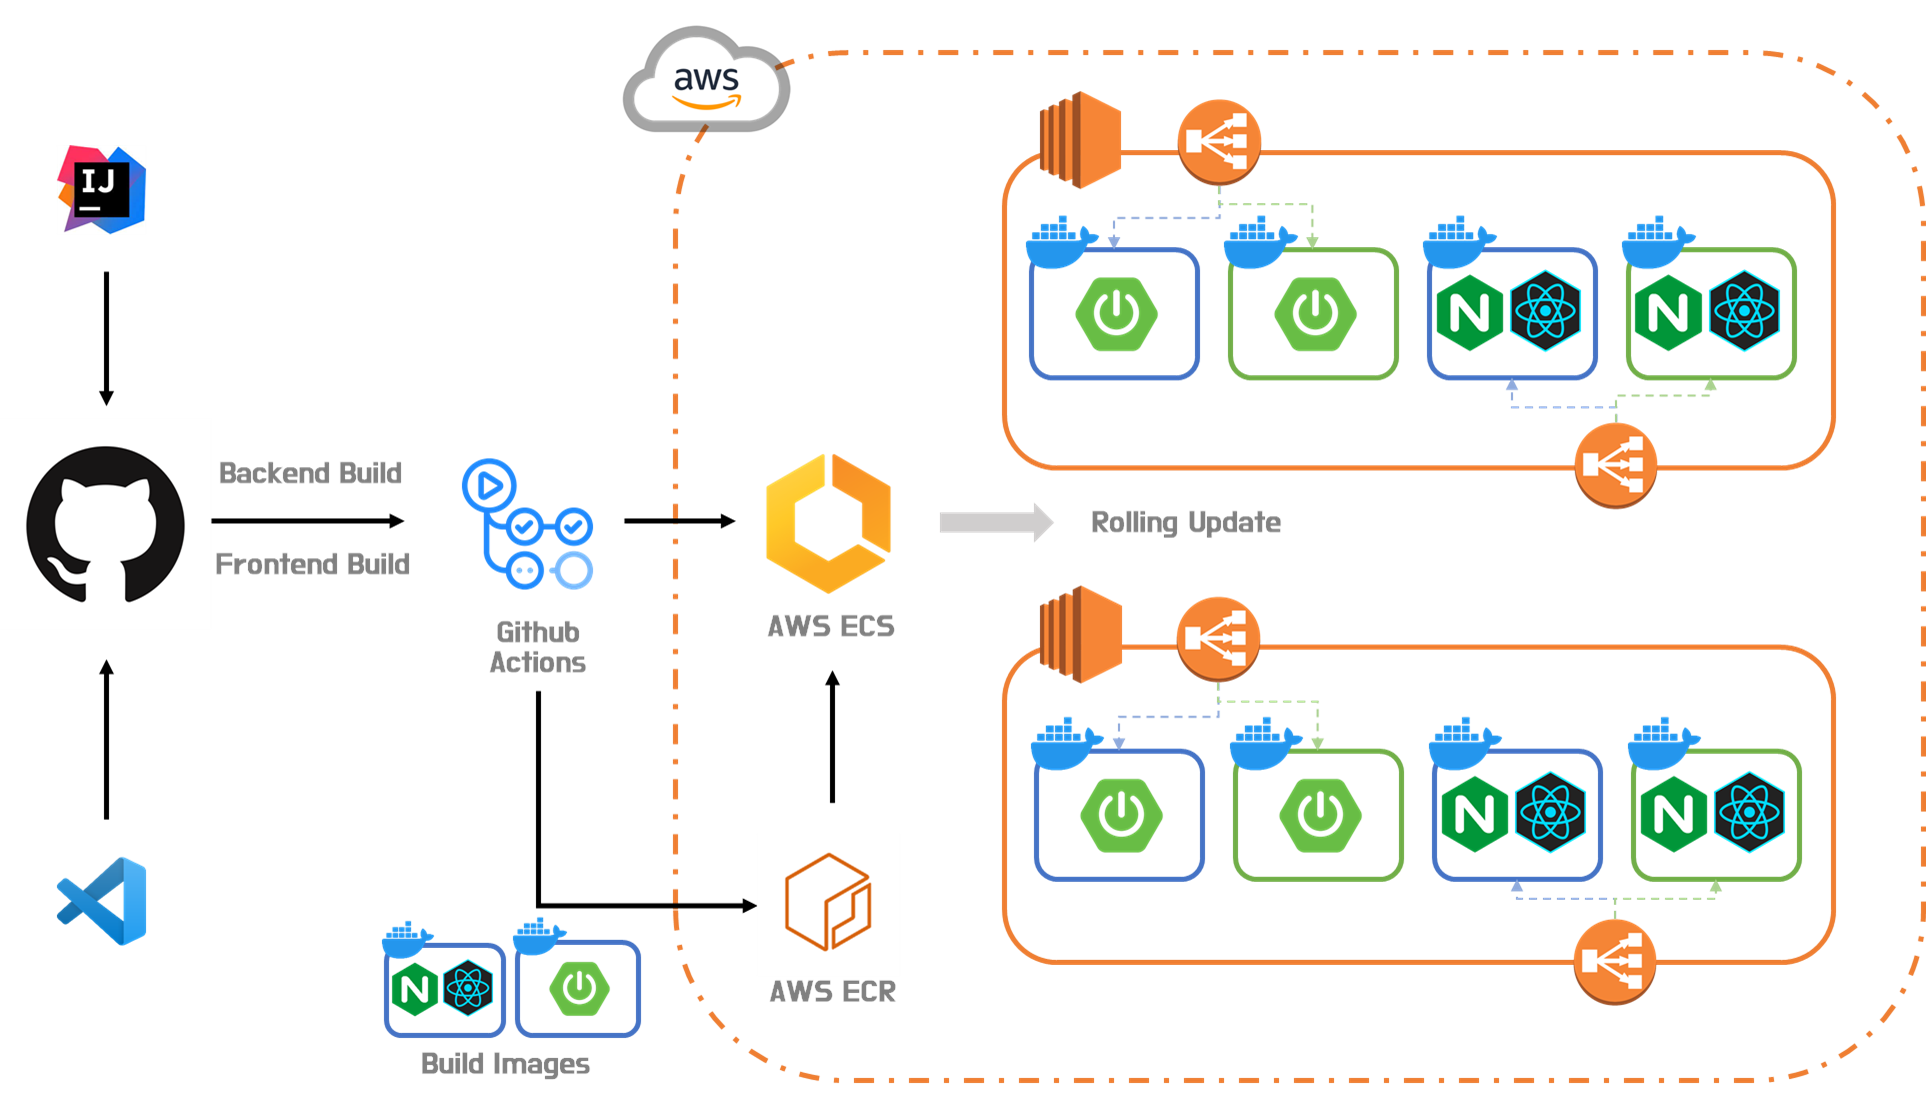 aws
IJ
Backend Build
Frontend Build
Github
Actions
AWS ECS
Rolling Update
AWS ECR
Build Images